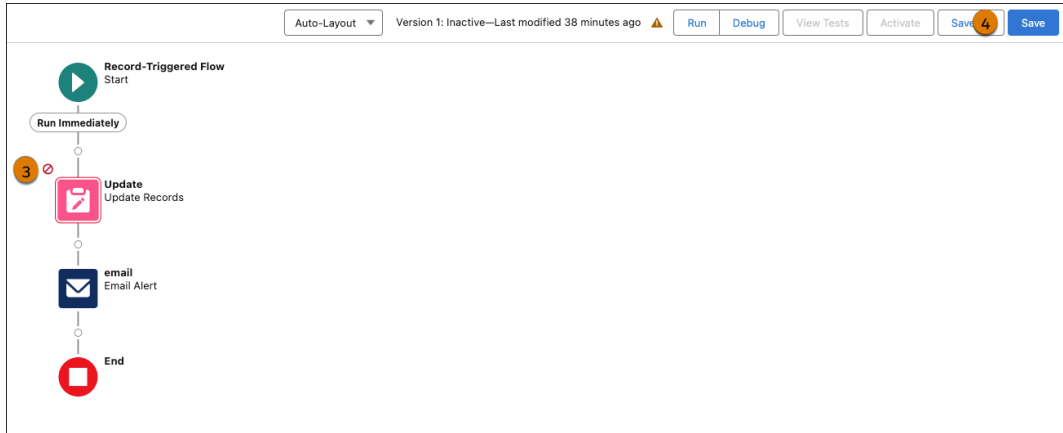 Auto-Layout Version 1: Inactive—Last modified 38 minutes ago Run Debug View Tests Activate Save 4 Save
Record-Triggered Flow
Start
Run Immediately
3
Update
Update Records
email
Email Alert
End